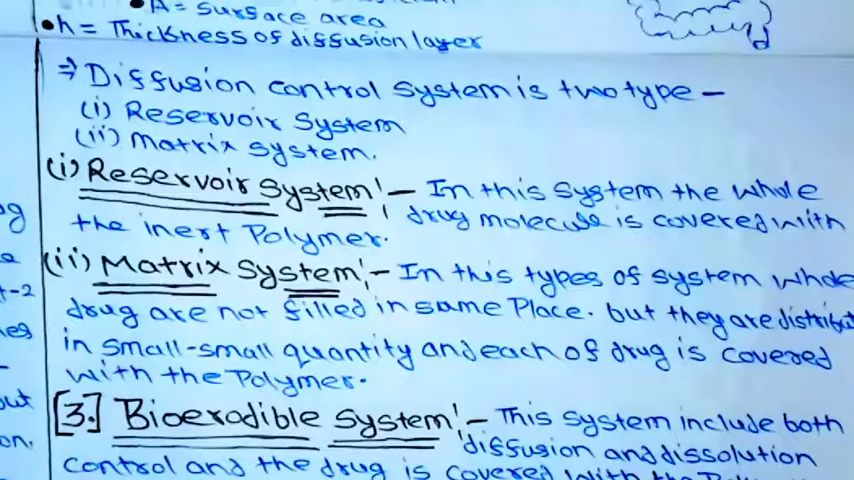 • A = Surface area
• h = Thickness of diffusion layer
⇒ Diffusion control system is two type –
(i) Reservoir System
(ii) Matrix system.
(i) Reservoir System :– In this system the whole
drug molecule is covered with
the inert Polymer.
(ii) Matrix System :– In this types of system whole
drug are not filled in same Place. but they are distribut
in small-small quantity and each of drug is covered
with the Polymer.
[3.] Bioeradible System :– This system include both
diffusion and dissolution
control and the drug is covered with the